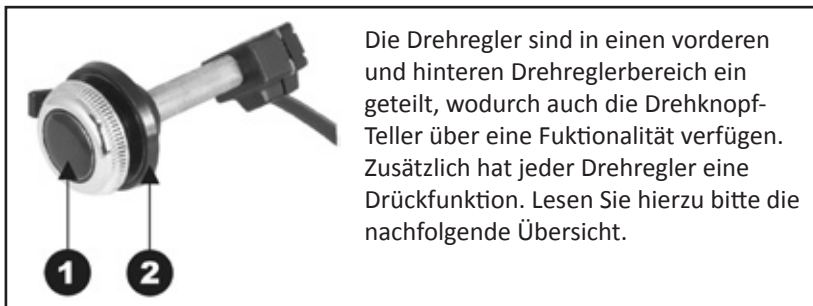 Die Drehregler sind in einen vorderen
und hinteren Drehreglerbereich ein
geteilt, wodurch auch die Drehknopf-
Teller über eine Fuktionalität verfügen.
Zusätzlich hat jeder Drehregler eine
Drückfunktion. Lesen Sie hierzu bitte die
nachfolgende Übersicht.
1 2